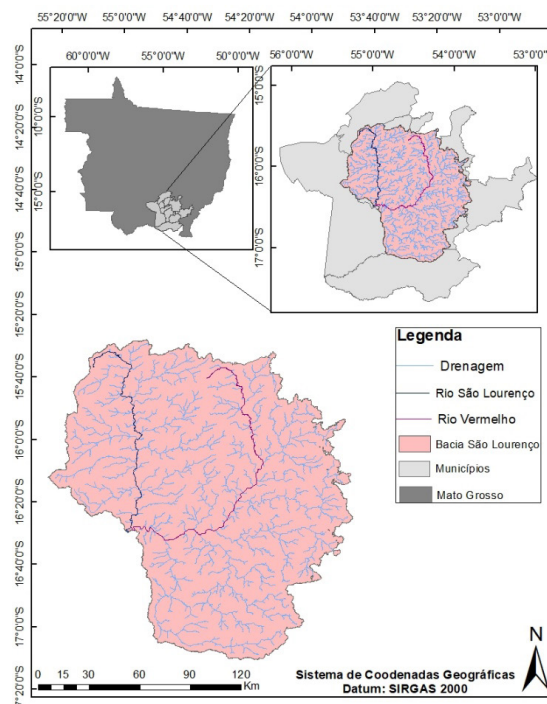 55°20'0"W 55°0'0"W 54°40'0"W 54°20'0"W 54°0'0"W 53°40'0"W 53°20'0"W 53°0'0"W
60°0'0"W 55°0'0"W 50°0'0"W
10°0'0"S
15°0'0"S
56°0'0"W 55°0'0"W 54°0'0"W 53°0'0"W
15°0'0"S
16°0'0"S
17°0'0"S
14°0'0"S
14°20'0"S
14°40'0"S
15°0'0"S
15°20'0"S
15°40'0"S
16°0'0"S
16°20'0"S
16°40'0"S
17°0'0"S
7°20'0"S
Legenda
Drenagem
Rio São Lourenço
Rio Vermelho
Bacia São Lourenço
Municípios
Mato Grosso
N
0 15 30 60 90 120
Km
Sistema de Coodenadas Geográficas
Datum: SIRGAS 2000